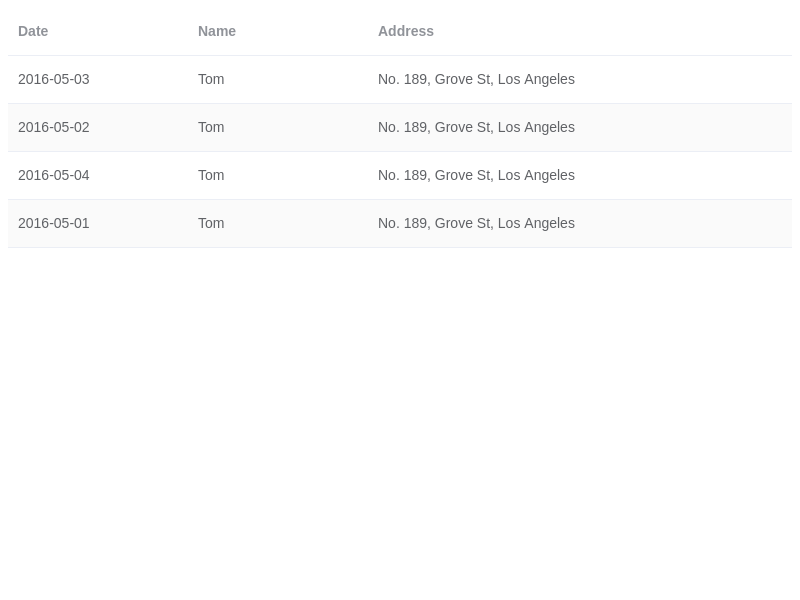 Date Name Address
2016-05-03 Tom No. 189, Grove St, Los Angeles
2016-05-02 Tom No. 189, Grove St, Los Angeles
2016-05-04 Tom No. 189, Grove St, Los Angeles
2016-05-01 Tom No. 189, Grove St, Los Angeles